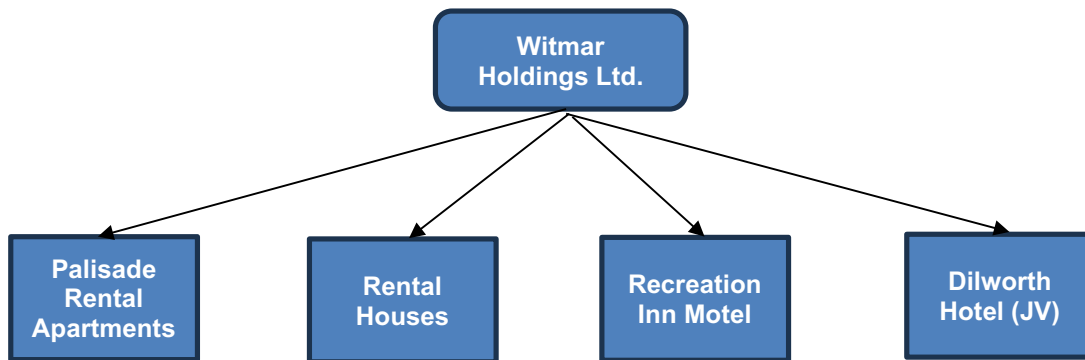 Witmar
Holdings Ltd.
Palisade
Rental
Apartments
Rental
Houses
Recreation
Inn Motel
Dilworth
Hotel (JV)